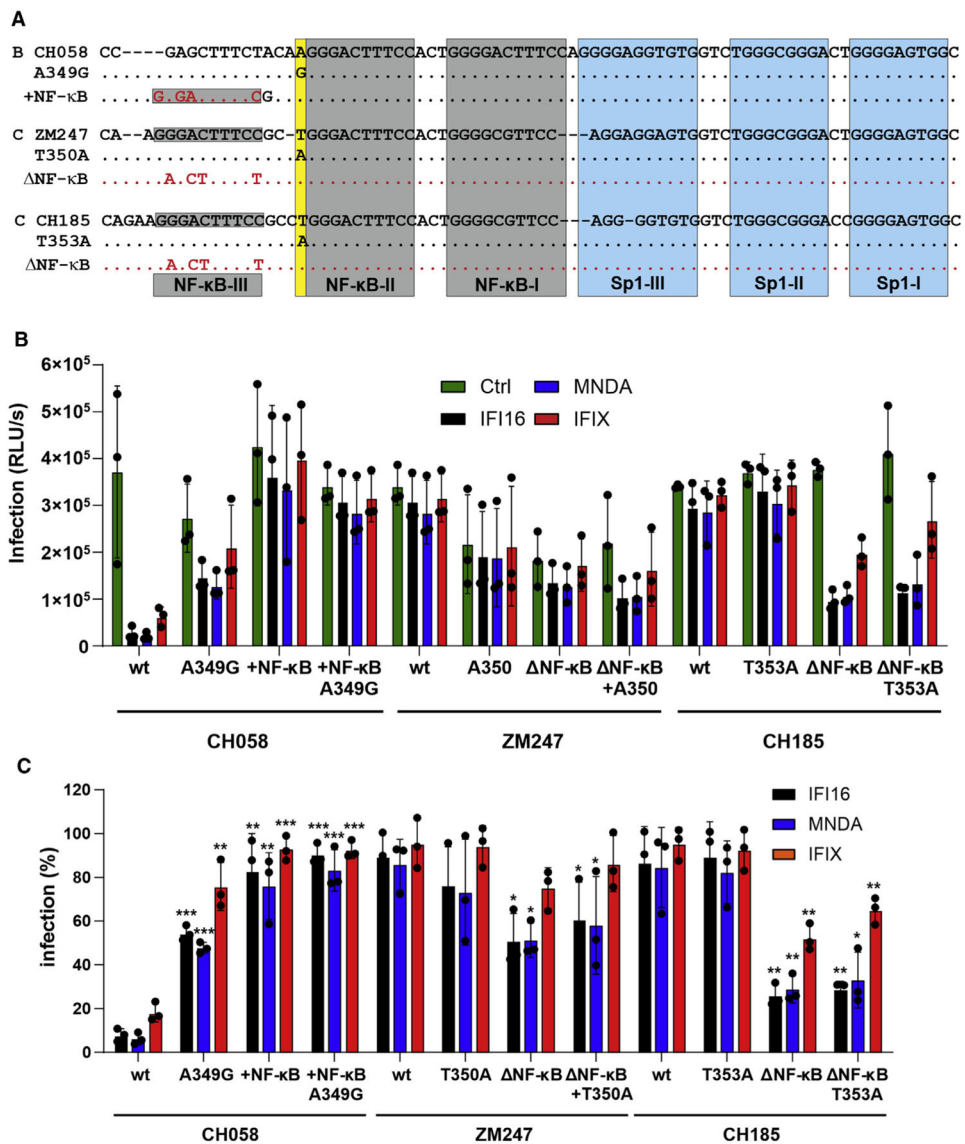 A
B CH058 CC----GAGCTTTCTACAAGGGACTTTCCACTGGGGACTTTCCAGGGGAGGTGTGGTCTGGGCGGGACTGGGGAGTGGC
A349G ....................G............................................................
+NF-κB .....G.GA.....CG...............................................................
C ZM247 CA--AGGGACTTTCCGC-TGGGACTTTCCACTGGGGCGTTCC---AGGAGGAGTGGTCTGGGCGGGACTGGGGAGTGGC
T350A ..................A.............................................................
ΔNF-κB ......A.CT....T.................................................................
C CH185 CAGAAGGGACTTTCCGCCTGGGACTTTCCACTGGGGCGTTCC---AGG-GGTGTGGTCTGGGCGGGACCGGGGAGTGGC
T353A ..................A.............................................................
ΔNF-κB ......A.CT....T.................................................................
NF-κB-III NF-κB-II NF-κB-I Sp1-III Sp1-II Sp1-I
B
Infection (RLU/s)
6×10⁵
5×10⁵
4×10⁵
3×10⁵
2×10⁵
1×10⁵
0
Ctrl MNDA
IFI16 IFIX
wt A349G +NF-κB +NF-κB A349G wt A350 ΔNF-κB ΔNF-κB +A350 wt T353A ΔNF-κB ΔNF-κB T353A
CH058 ZM247 CH185
C
infection (%)
120
100
80
60
40
20
0
IFI16
MNDA
IFIX
*** *** ** ** ** *** *** *** *** * * * * ** ** ** ** * **
wt A349G +NF-κB +NF-κB A349G wt T350A ΔNF-κB ΔNF-κB +T350A wt T353A ΔNF-κB ΔNF-κB T353A
CH058 ZM247 CH185